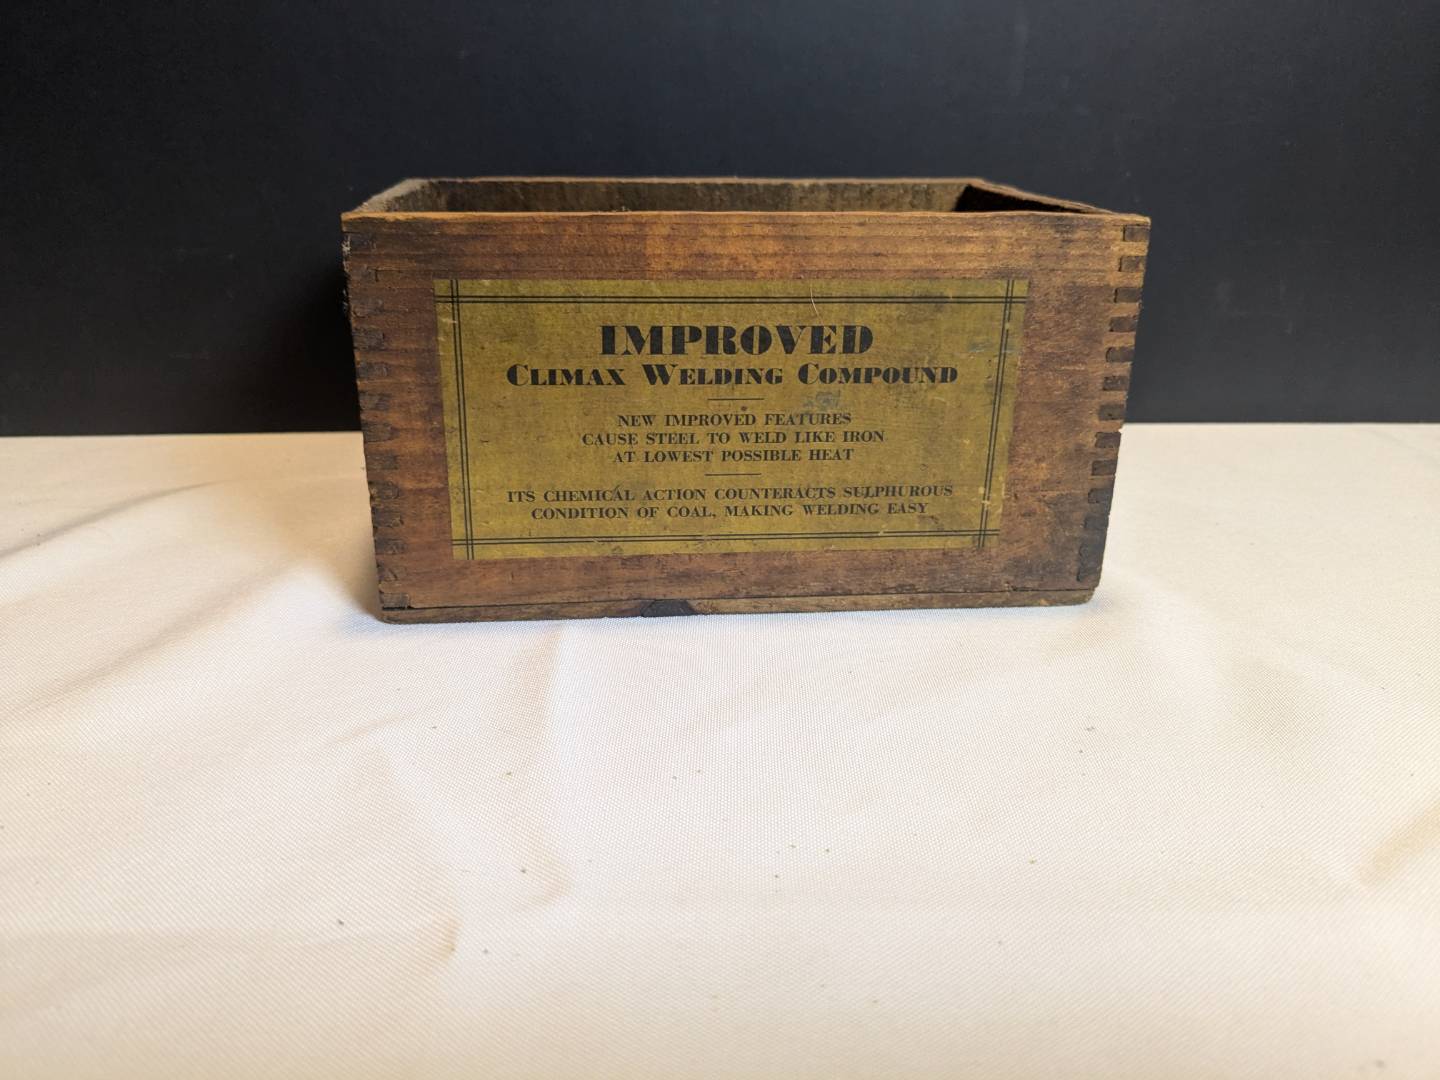 IMPROVED
CLIMAX WELDING COMPOUND
NEW IMPROVED FEATURES
CAUSE STEEL TO WELD LIKE IRON
AT LOWEST POSSIBLE HEAT
ITS CHEMICAL ACTION COUNTERACTS SULPHUROUS
CONDITION OF COAL, MAKING WELDING EASY